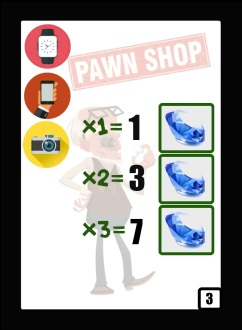 PAWN SHOP
×1= 1
×2= 3
×3= 7
3